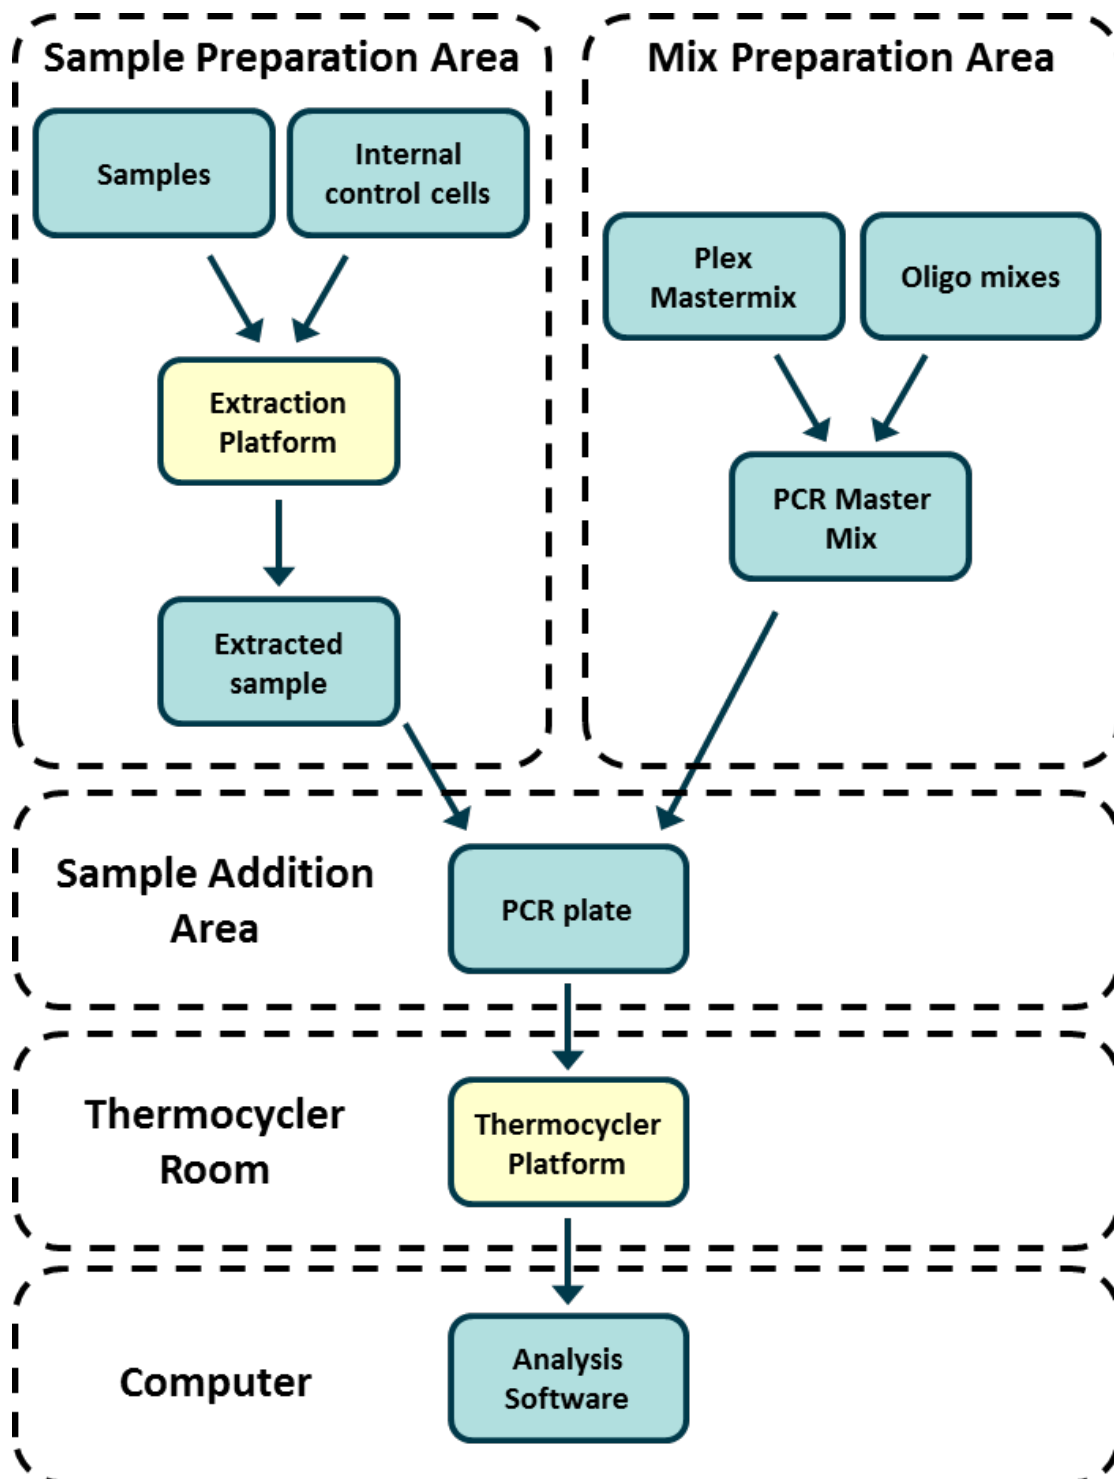 Sample Preparation Area
Samples
Internal
control cells
Extraction
Platform
Extracted
sample
Mix Preparation Area
Plex
Mastermix
Oligo mixes
PCR Master
Mix
Sample Addition
Area
PCR plate
Thermocycler
Room
Thermocycler
Platform
Computer
Analysis
Software